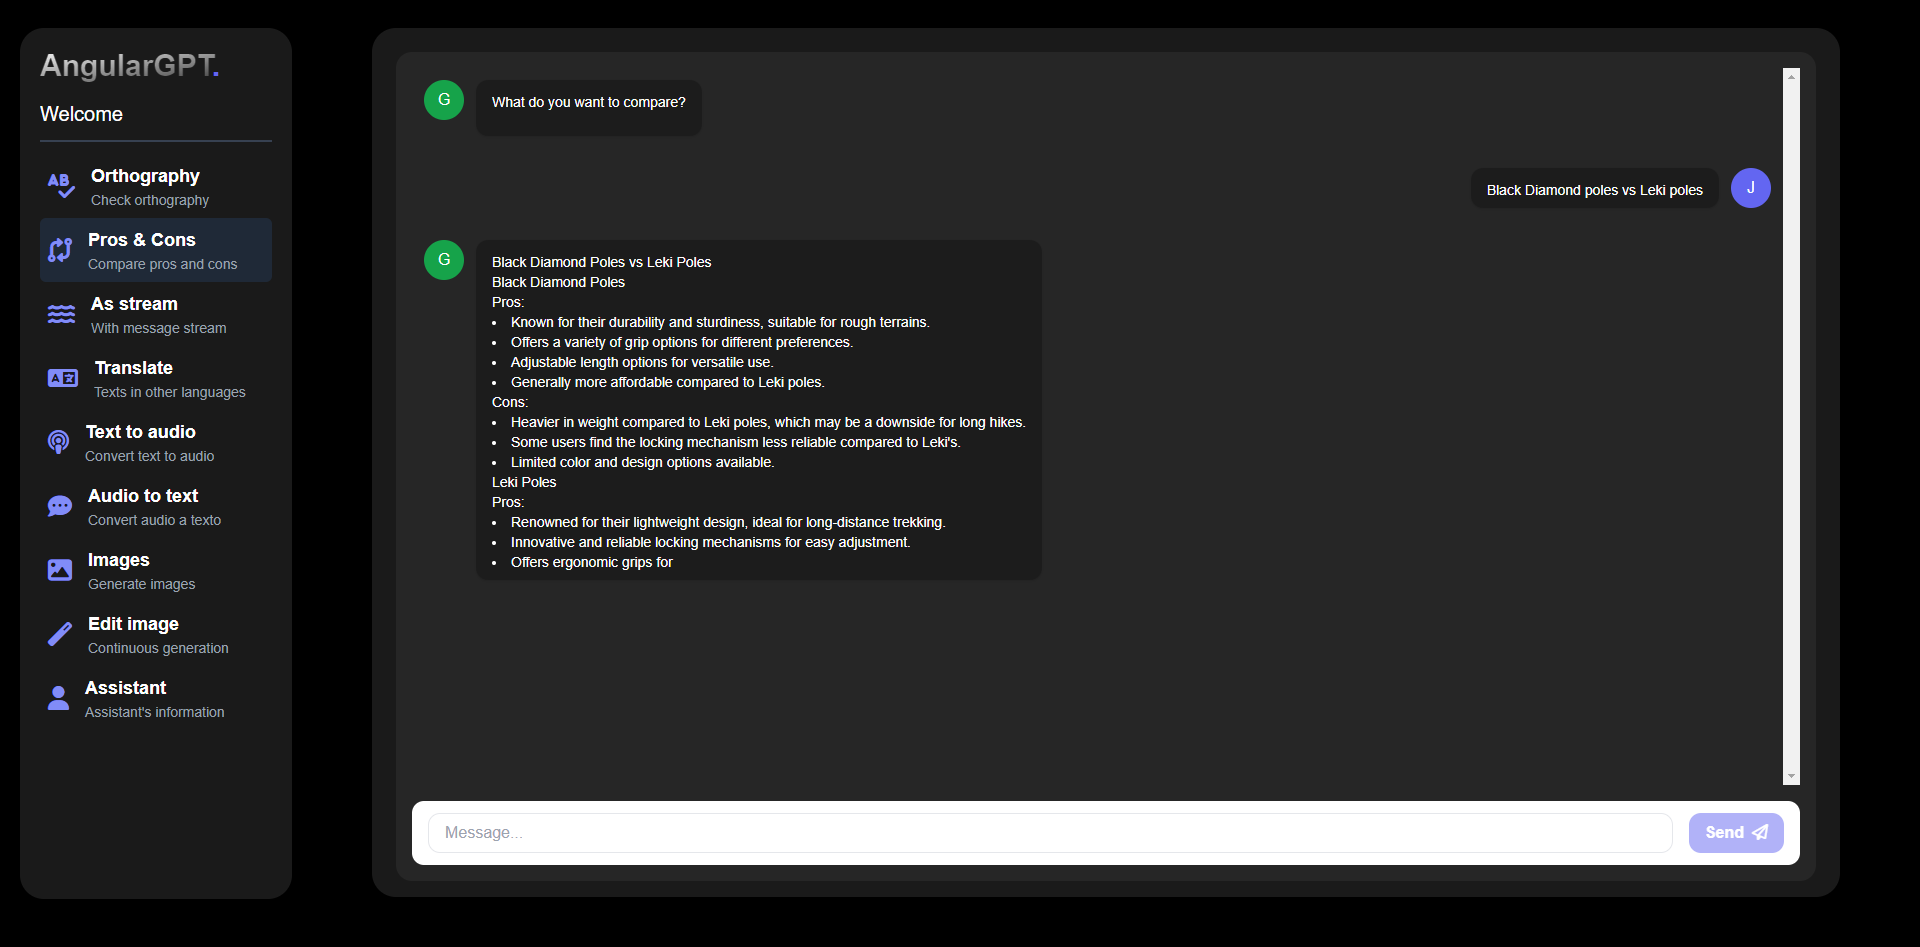 AngularGPT.
Welcome
Orthography
Check orthography
Pros & Cons
Compare pros and cons
As stream
With message stream
Translate
Texts in other languages
Text to audio
Convert text to audio
Audio to text
Convert audio a texto
Images
Generate images
Edit image
Continuous generation
Assistant
Assistant's information
G
What do you want to compare?
Black Diamond poles vs Leki poles
J
G
Black Diamond Poles vs Leki Poles
Black Diamond Poles
Pros:
• Known for their durability and sturdiness, suitable for rough terrains.
• Offers a variety of grip options for different preferences.
• Adjustable length options for versatile use.
• Generally more affordable compared to Leki poles.
Cons:
• Heavier in weight compared to Leki poles, which may be a downside for long hikes.
• Some users find the locking mechanism less reliable compared to Leki's.
• Limited color and design options available.
Leki Poles
Pros:
• Renowned for their lightweight design, ideal for long-distance trekking.
• Innovative and reliable locking mechanisms for easy adjustment.
• Offers ergonomic grips for
Message...
Send